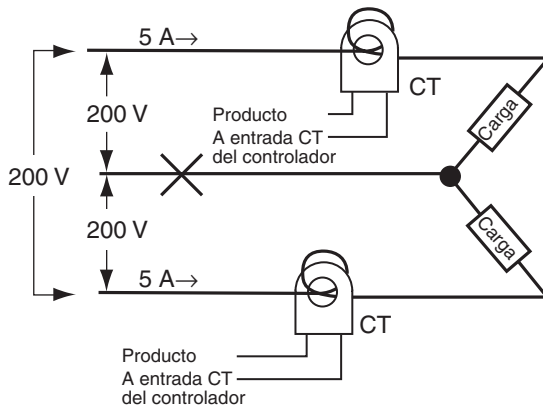 5 A→
CT
Producto
A entrada CT
del controlador
Carga
200 V
200 V
200 V
Carga
5 A→
CT
Producto
A entrada CT
del controlador